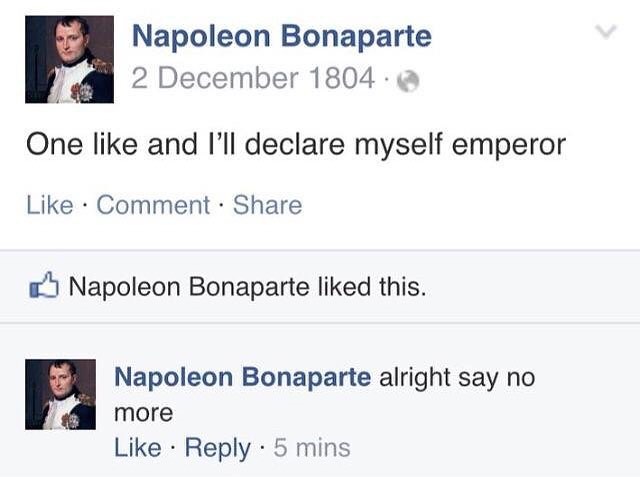 Napoleon Bonaparte
2 December 1804 ·
One like and I'll declare myself emperor
Like · Comment · Share
Napoleon Bonaparte liked this.
Napoleon Bonaparte alright say no
more
Like · Reply · 5 mins